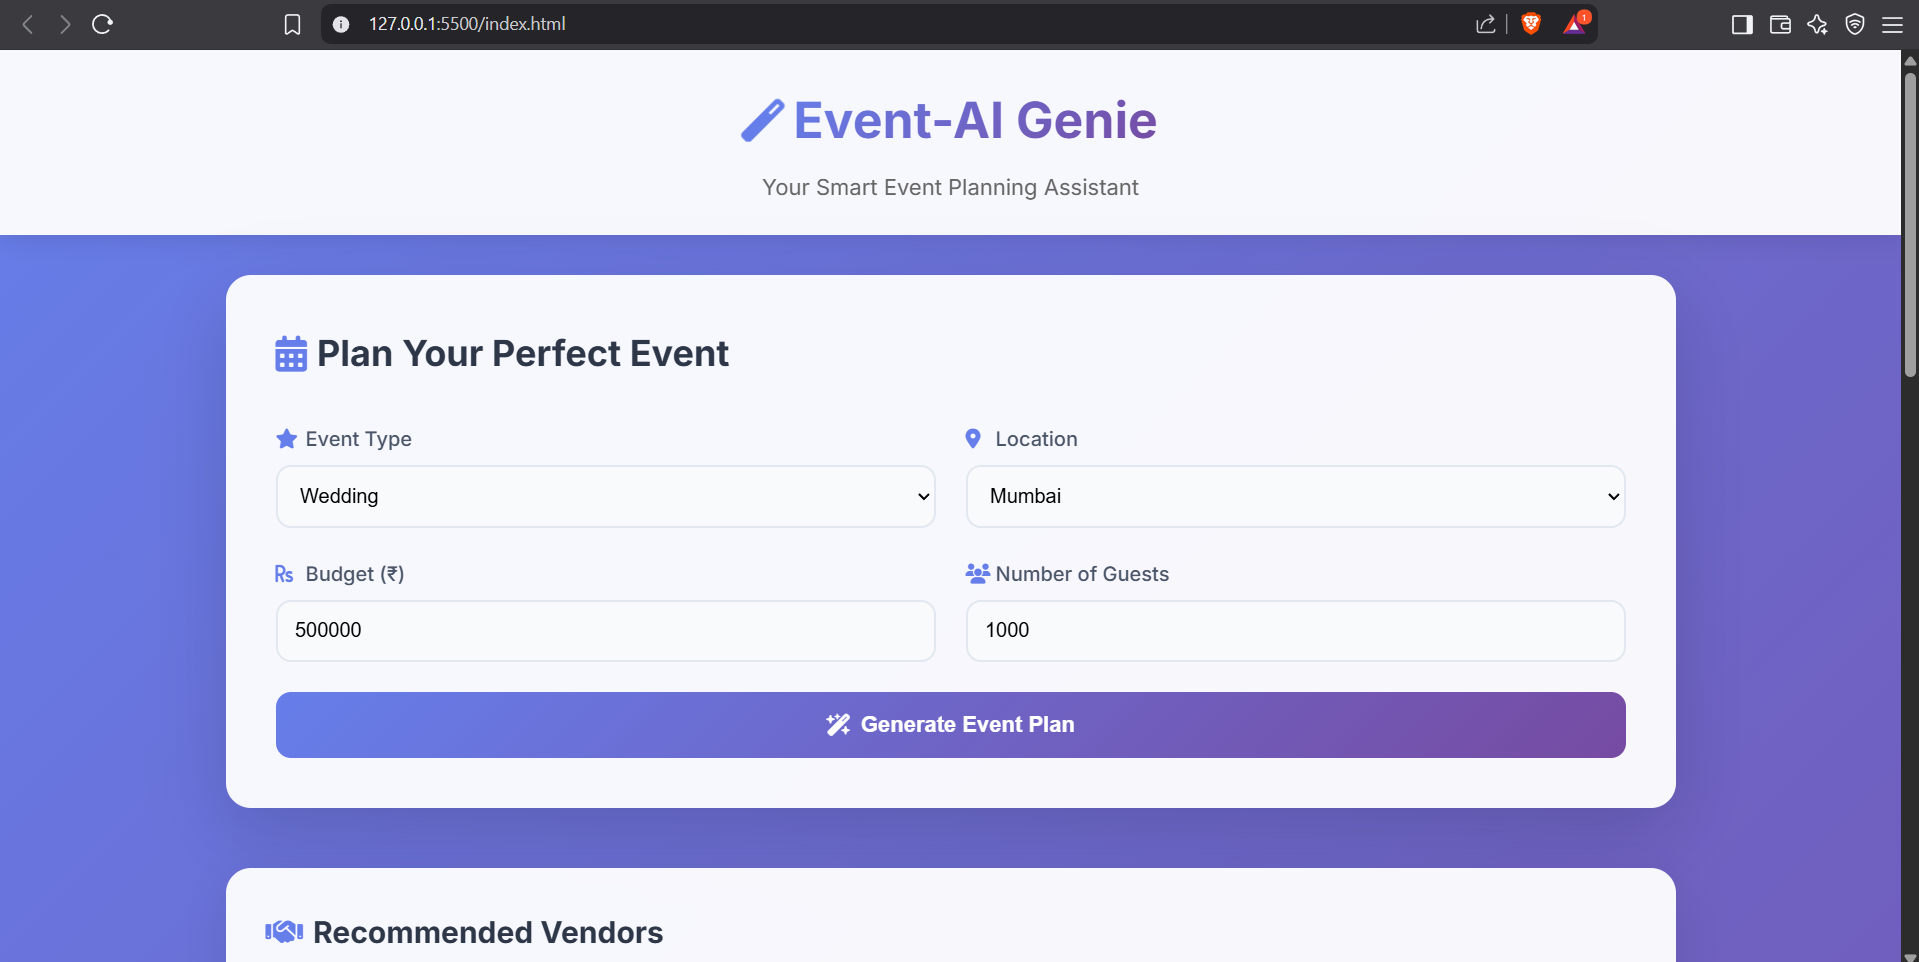 127.0.0.1:5500/index.html
1
Event-AI Genie
Your Smart Event Planning Assistant
Plan Your Perfect Event
Event Type
Location
Wedding
Mumbai
Rs Budget (₹)
Number of Guests
500000
1000
Generate Event Plan
Recommended Vendors